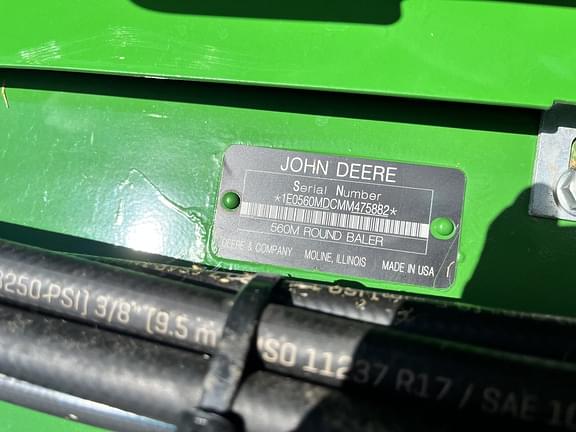 JOHN DEERE
Serial Number
*1E0560MDCMM475882*
560M ROUND BALER
DEERE & COMPANY MOLINE, ILLINOIS MADE IN USA
3250 PSI] 3/8" (9.5 m
ISO 11237 R17 / SAE 10